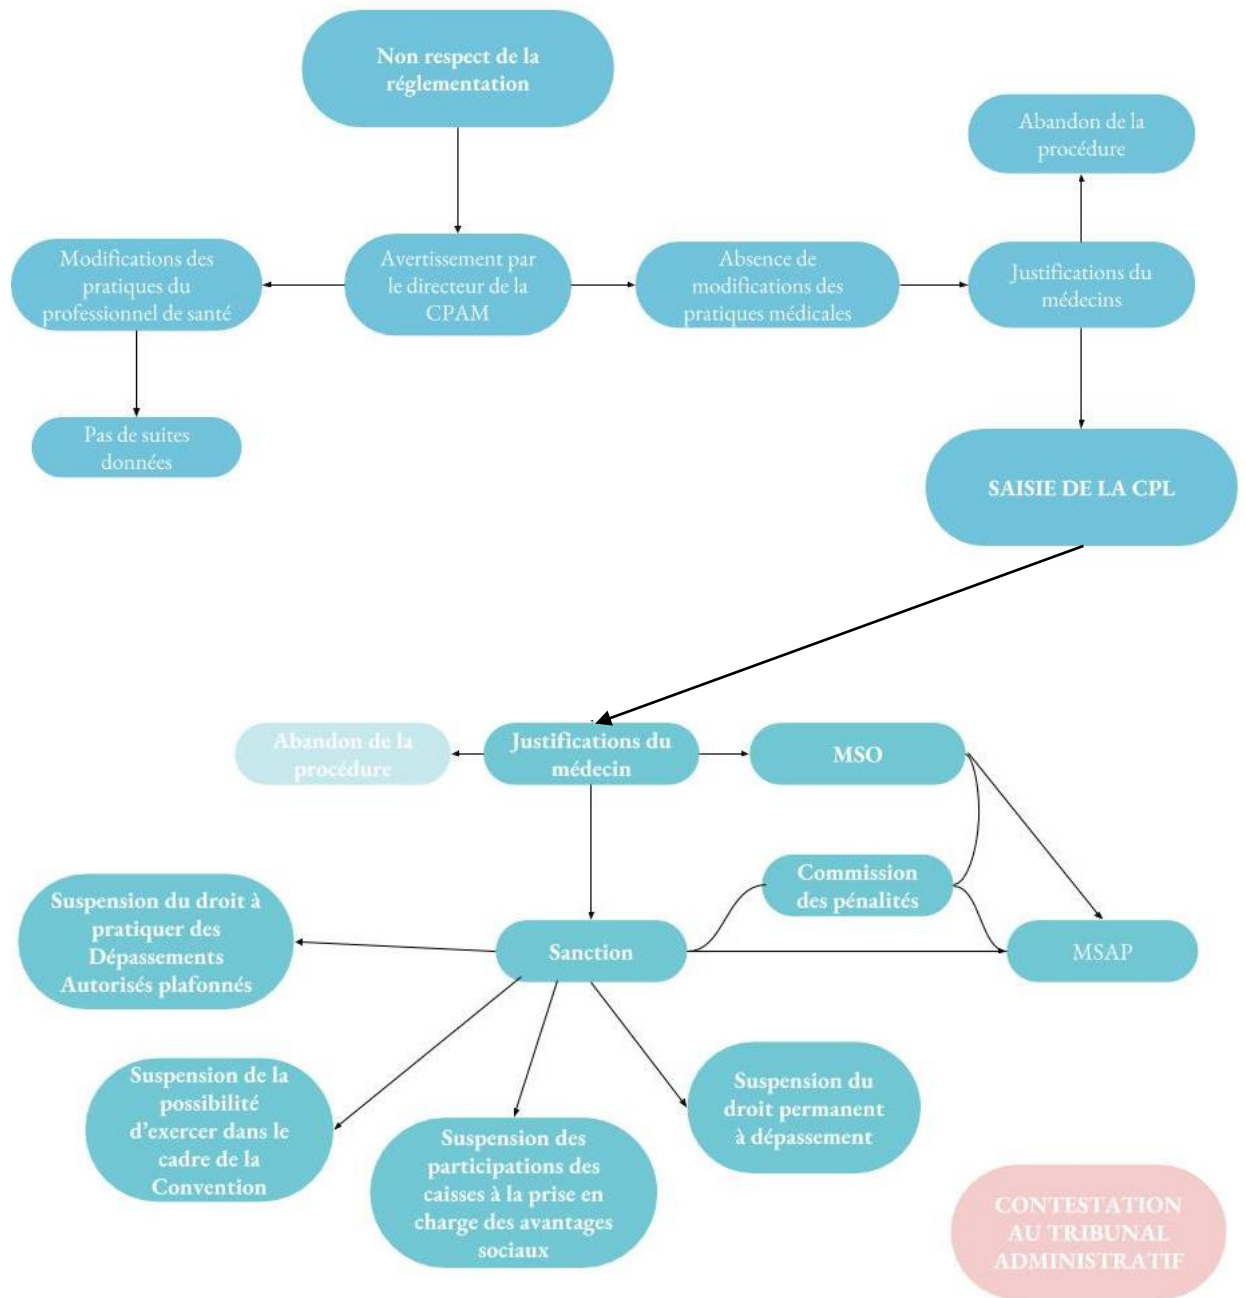 Non respect de la
réglementation
Abandon de la
procédure
Modifications des
pratiques du
professionnel de santé
Avertissement par
le directeur de la
CPAM
Absence de
modifications des
pratiques médicales
Justifications du
médecins
Pas de suites
données
SAISIE DE LA CPL
Abandon de la
procédure
Justifications du
médecin
MSO
Commission
des pénalités
Suspension du droit à
pratiquer des
Dépassements
Autorisés plafonnés
Sanction
MSAP
Suspension de la
possibilité
d'exercer dans le
cadre de la
Convention
Suspension des
participations des
caisses à la prise en
charge des avantages
sociaux
Suspension du
droit permanent
à dépassement
CONTESTATION
AU TRIBUNAL
ADMINISTRATIF